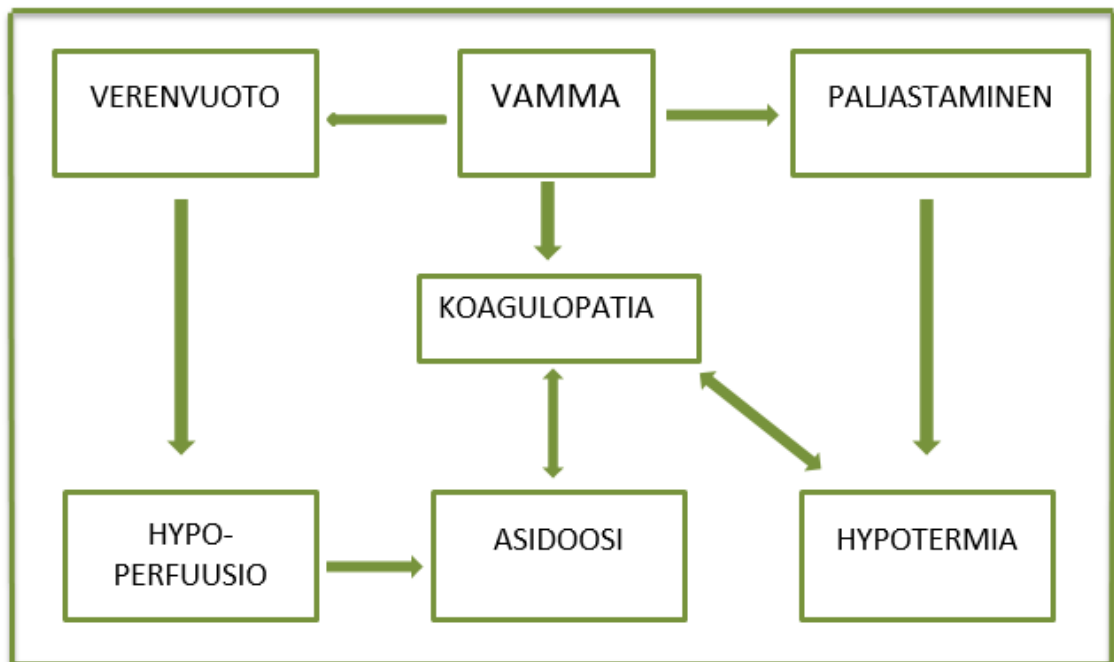 VERENVUOTO
VAMMA
PALJASTAMINEN
KOAGULOPATIA
HYPO-
PERFUUSIO
ASIDOOSI
HYPOTERMIA